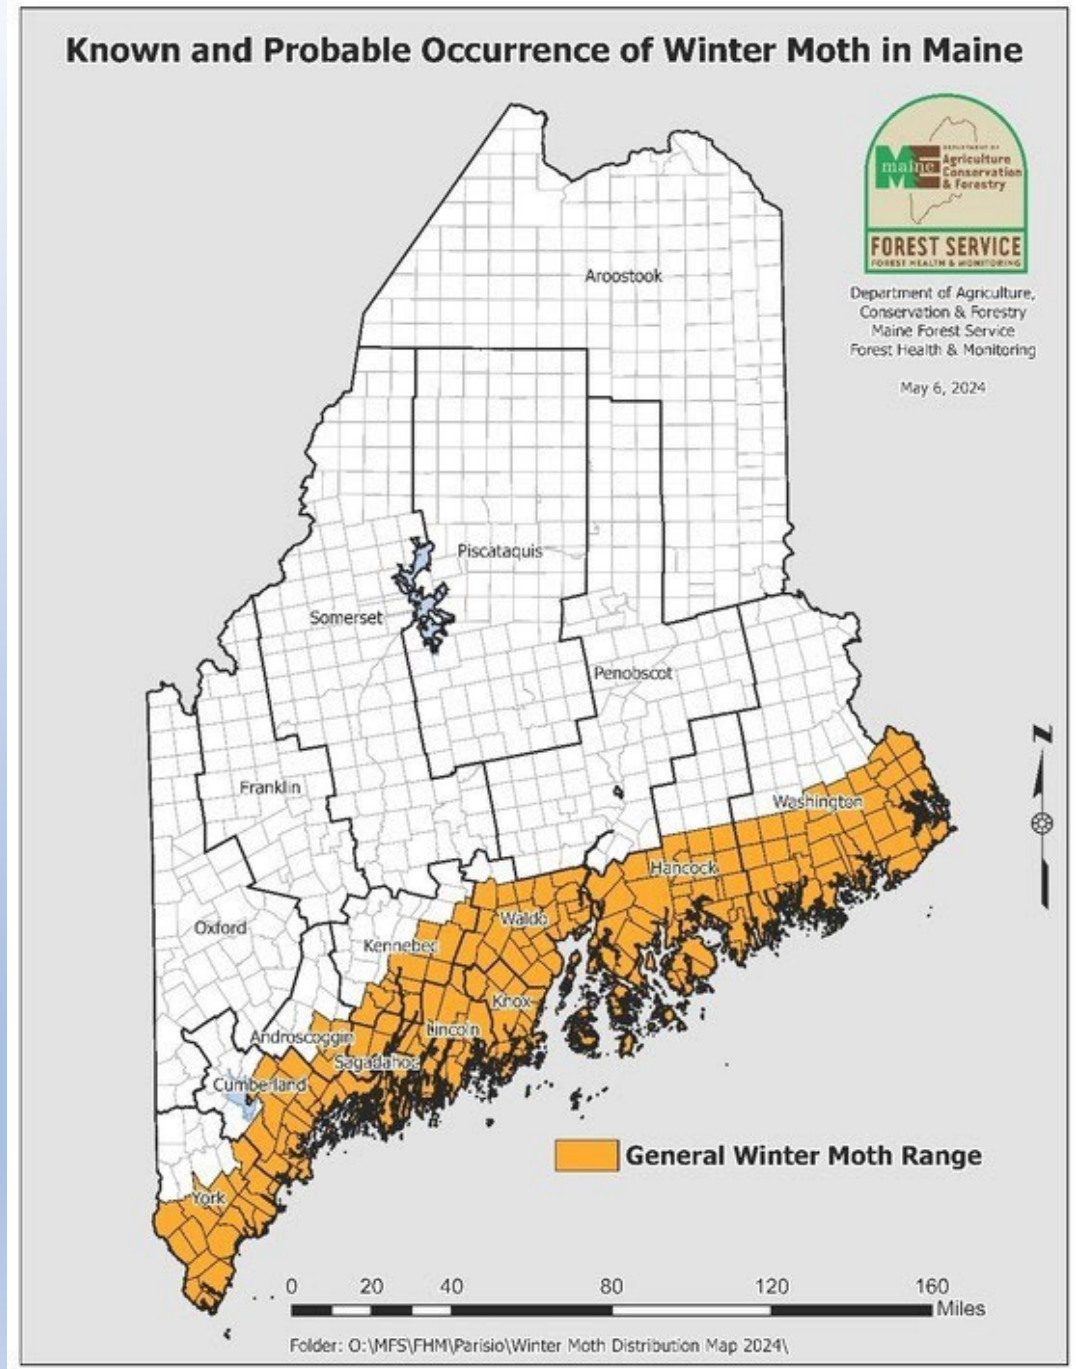 Known and Probable Occurrence of Winter Moth in Maine
maine
DEPARTMENT OF
Agriculture
Conservation
& Forestry
FOREST SERVICE
FOREST HEALTH & MONITORING
Department of Agriculture,
Conservation & Forestry
Maine Forest Service
Forest Health & Monitoring
May 6, 2024
Aroostook
Piscataquis
Somerset
Penobscot
Franklin
Washington
Hancock
Oxford
Waldo
Kennebec
Knox
Lincoln
Androscoggin
Sagadahoc
Cumberland
York
N
General Winter Moth Range
0 20 40 80 120 160
Miles
Folder: O:\MFS\FHM\Parisio\Winter Moth Distribution Map 2024\